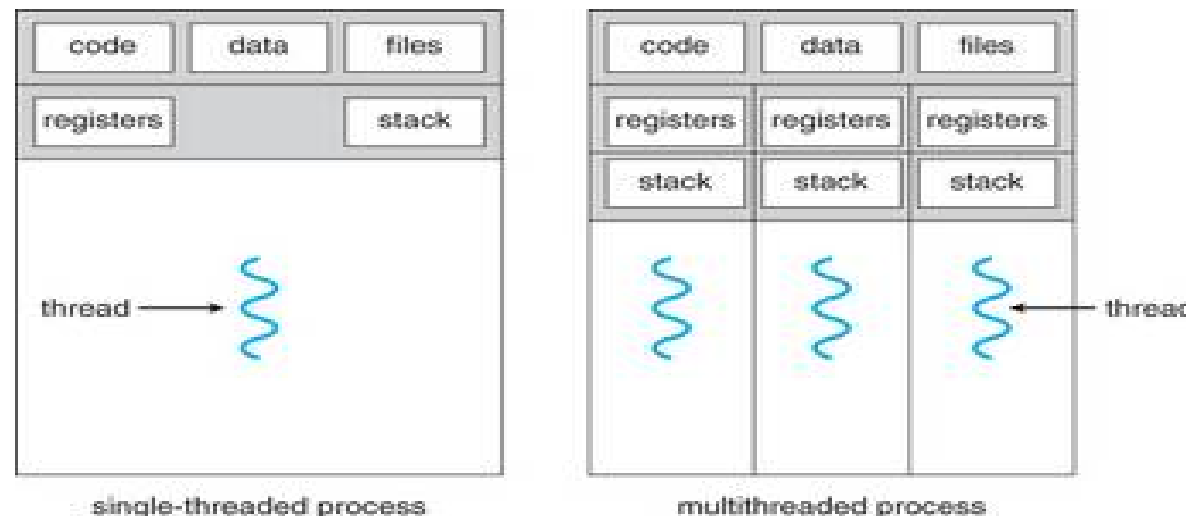 code data files
registers stack
thread
single-threaded process
code data files
registers registers registers
stack stack stack
thread
multithreaded process